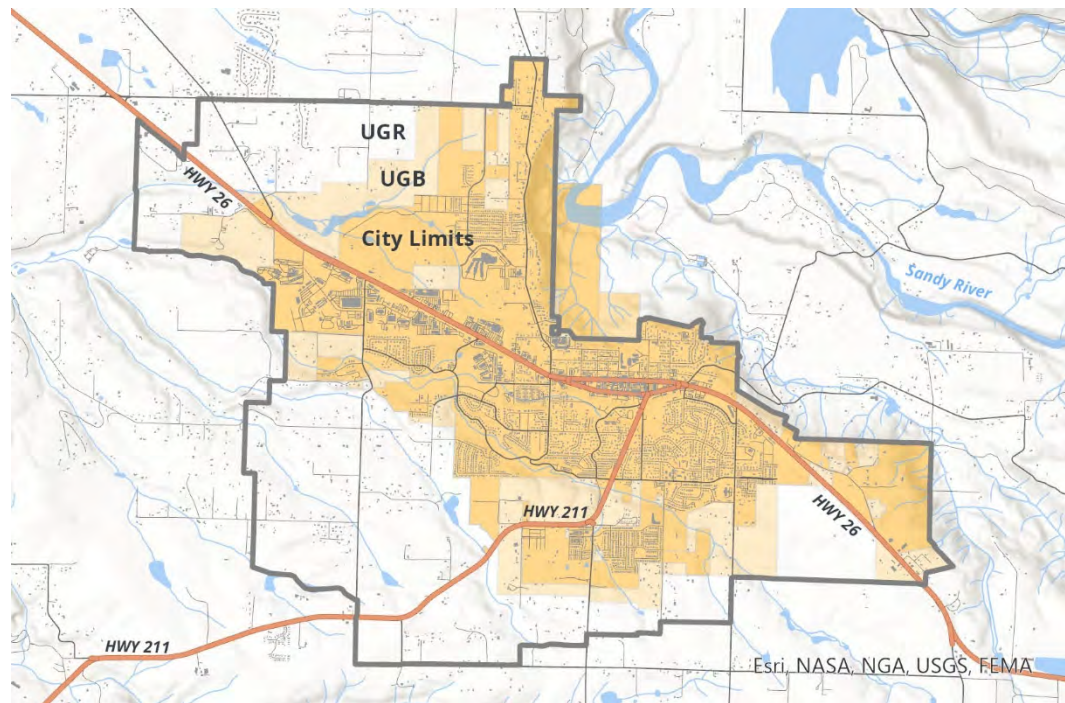 UGR
UGB
HWY 26
City Limits
Sandy River
HWY 211
HWY 26
HWY 211
Esri, NASA, NGA, USGS, FEMA